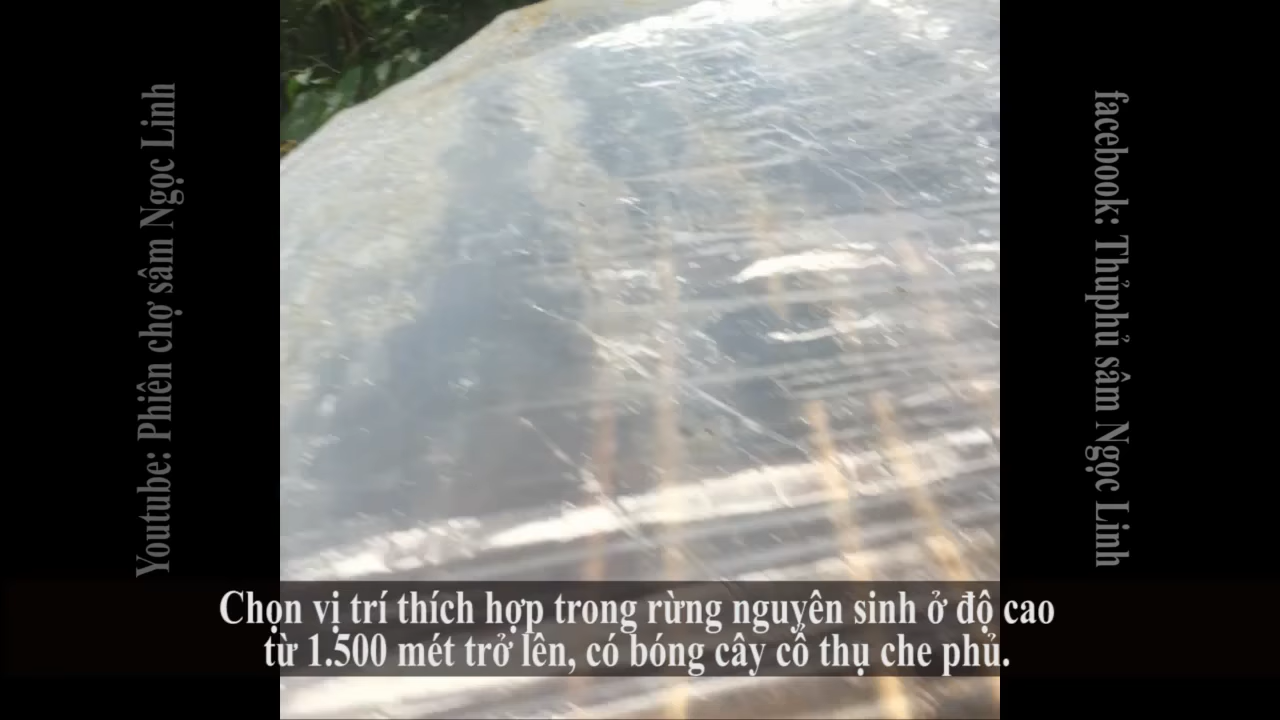 Youtube: Phiên chợ sâm Ngọc Linh
facebook: Thủphủ sâm Ngọc Linh
Chọn vị trí thích hợp trong rừng nguyên sinh ở độ cao
từ 1.500 mét trở lên, có bóng cây cổ thụ che phủ.